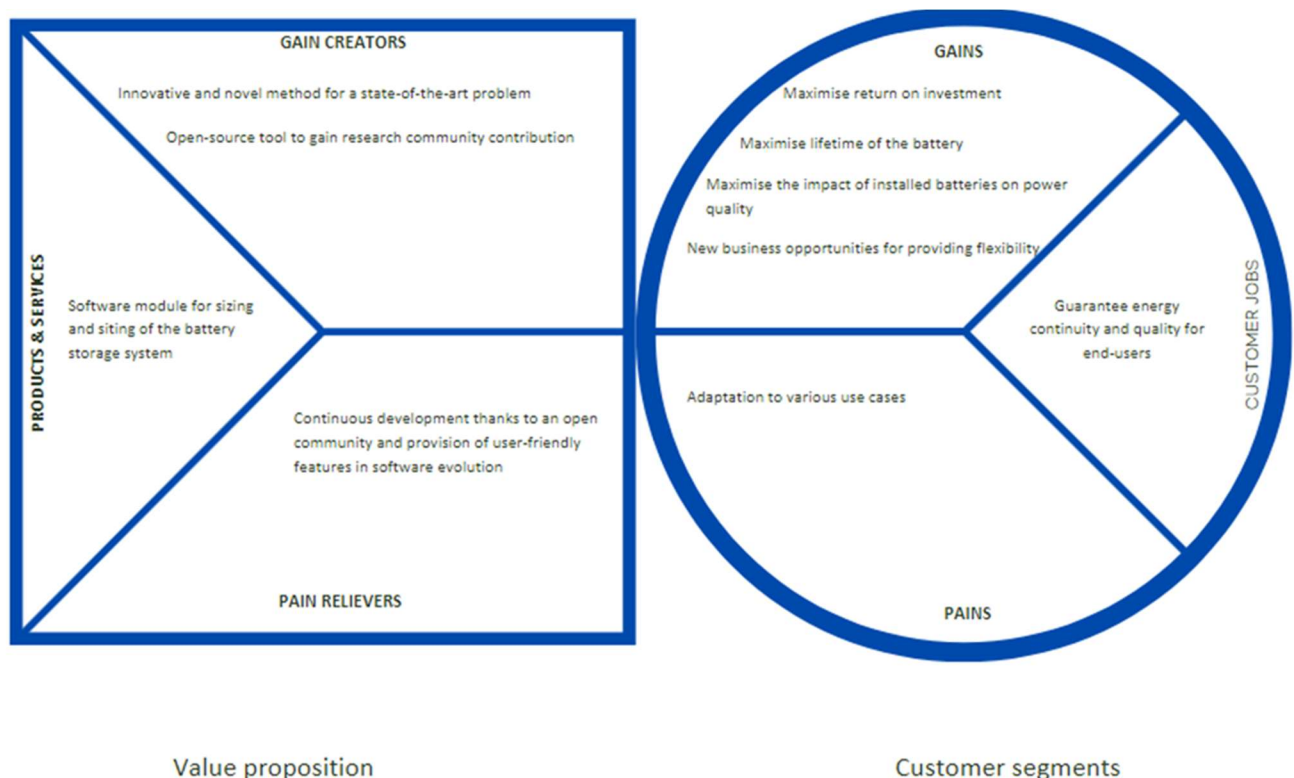 GAIN CREATORS
Innovative and novel method for a state-of-the-art problem
Open-source tool to gain research community contribution
PRODUCTS & SERVICES
Software module for sizing
and siting of the battery
storage system
Continuous development thanks to an open
community and provision of user-friendly
features in software evolution
PAIN RELIEVERS
GAINS
Maximise return on investment
Maximise lifetime of the battery
Maximise the impact of installed batteries on power
quality
New business opportunities for providing flexibility
Guarantee energy
continuity and quality for
end-users
CUSTOMER JOBS
Adaptation to various use cases
PAINS
Value proposition
Customer segments